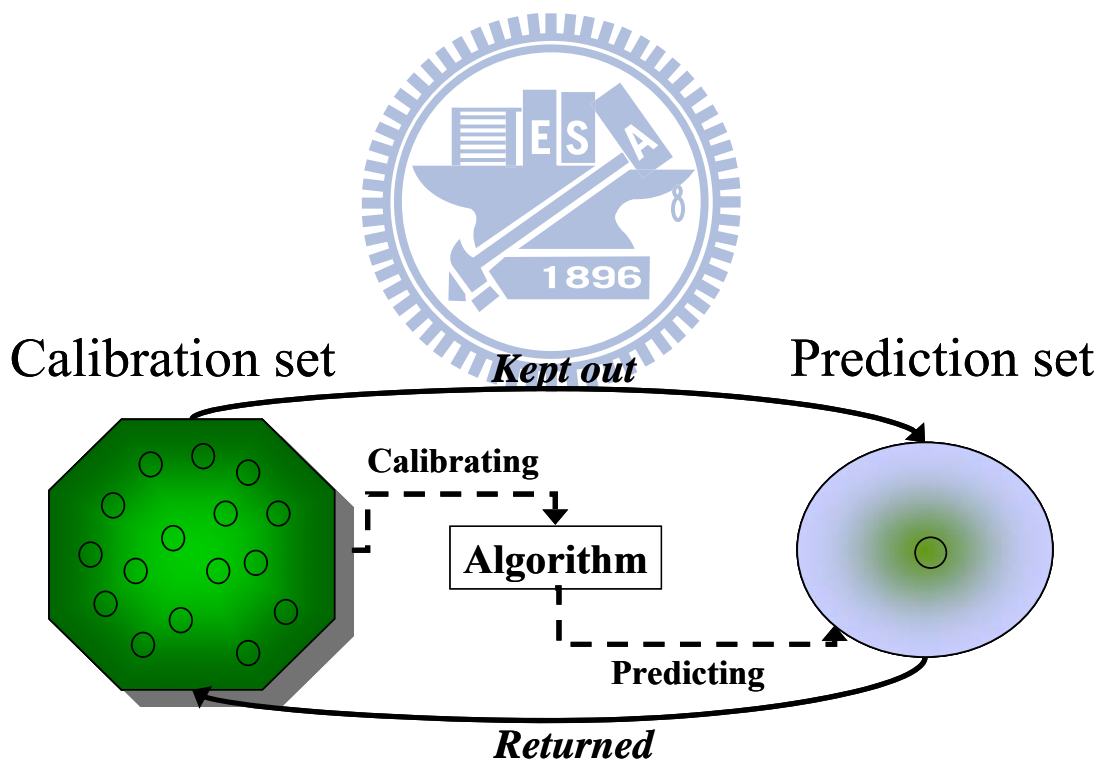 E S A
1896
Calibration set
Kept out
Prediction set
Calibrating
Algorithm
Predicting
Returned